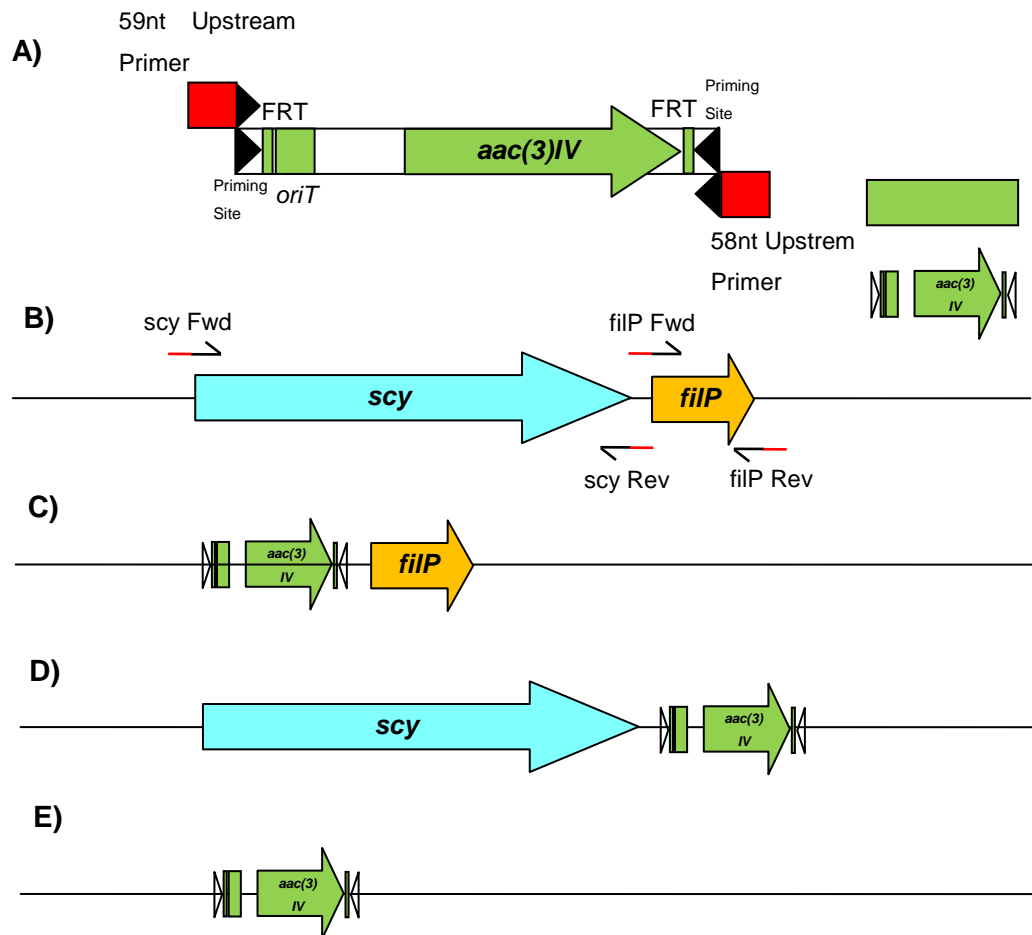 59nt Upstream
Primer
A)
FRT
FRT
Priming
Site
aac(3)IV
Priming
Site
oriT
58nt Upstrem
Primer
aac(3)
IV
B)
scy Fwd
filP Fwd
scy
filP
scy Rev
filP Rev
C)
aac(3)
IV
filP
D)
scy
aac(3)
IV
E)
aac(3)
IV